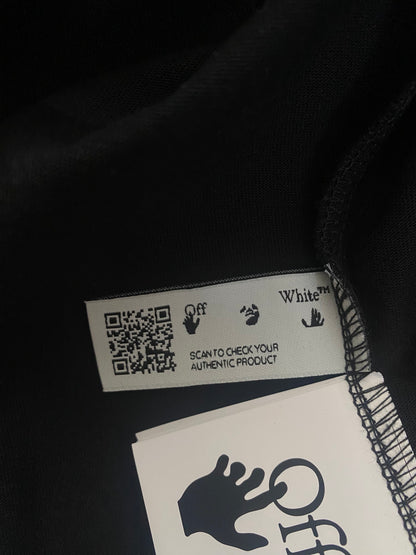 Off White™
SCAN TO CHECK YOUR
AUTHENTIC PRODUCT
Off